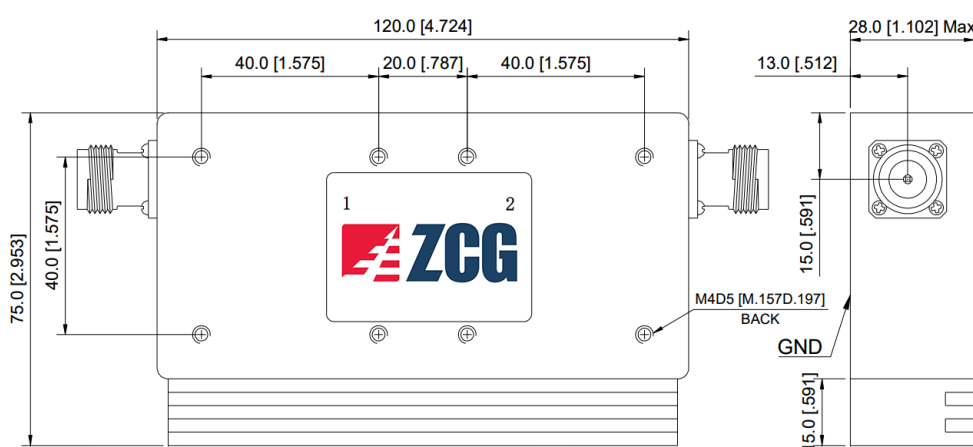 120.0 [4.724]
28.0 [1.102] Max
40.0 [1.575]
20.0 [.787]
40.0 [1.575]
13.0 [.512]
75.0 [2.953]
40.0 [1.575]
1
2
ZCG
15.0 [.591]
M4D5 [M.157D.197]
BACK
GND
15.0 [.591]